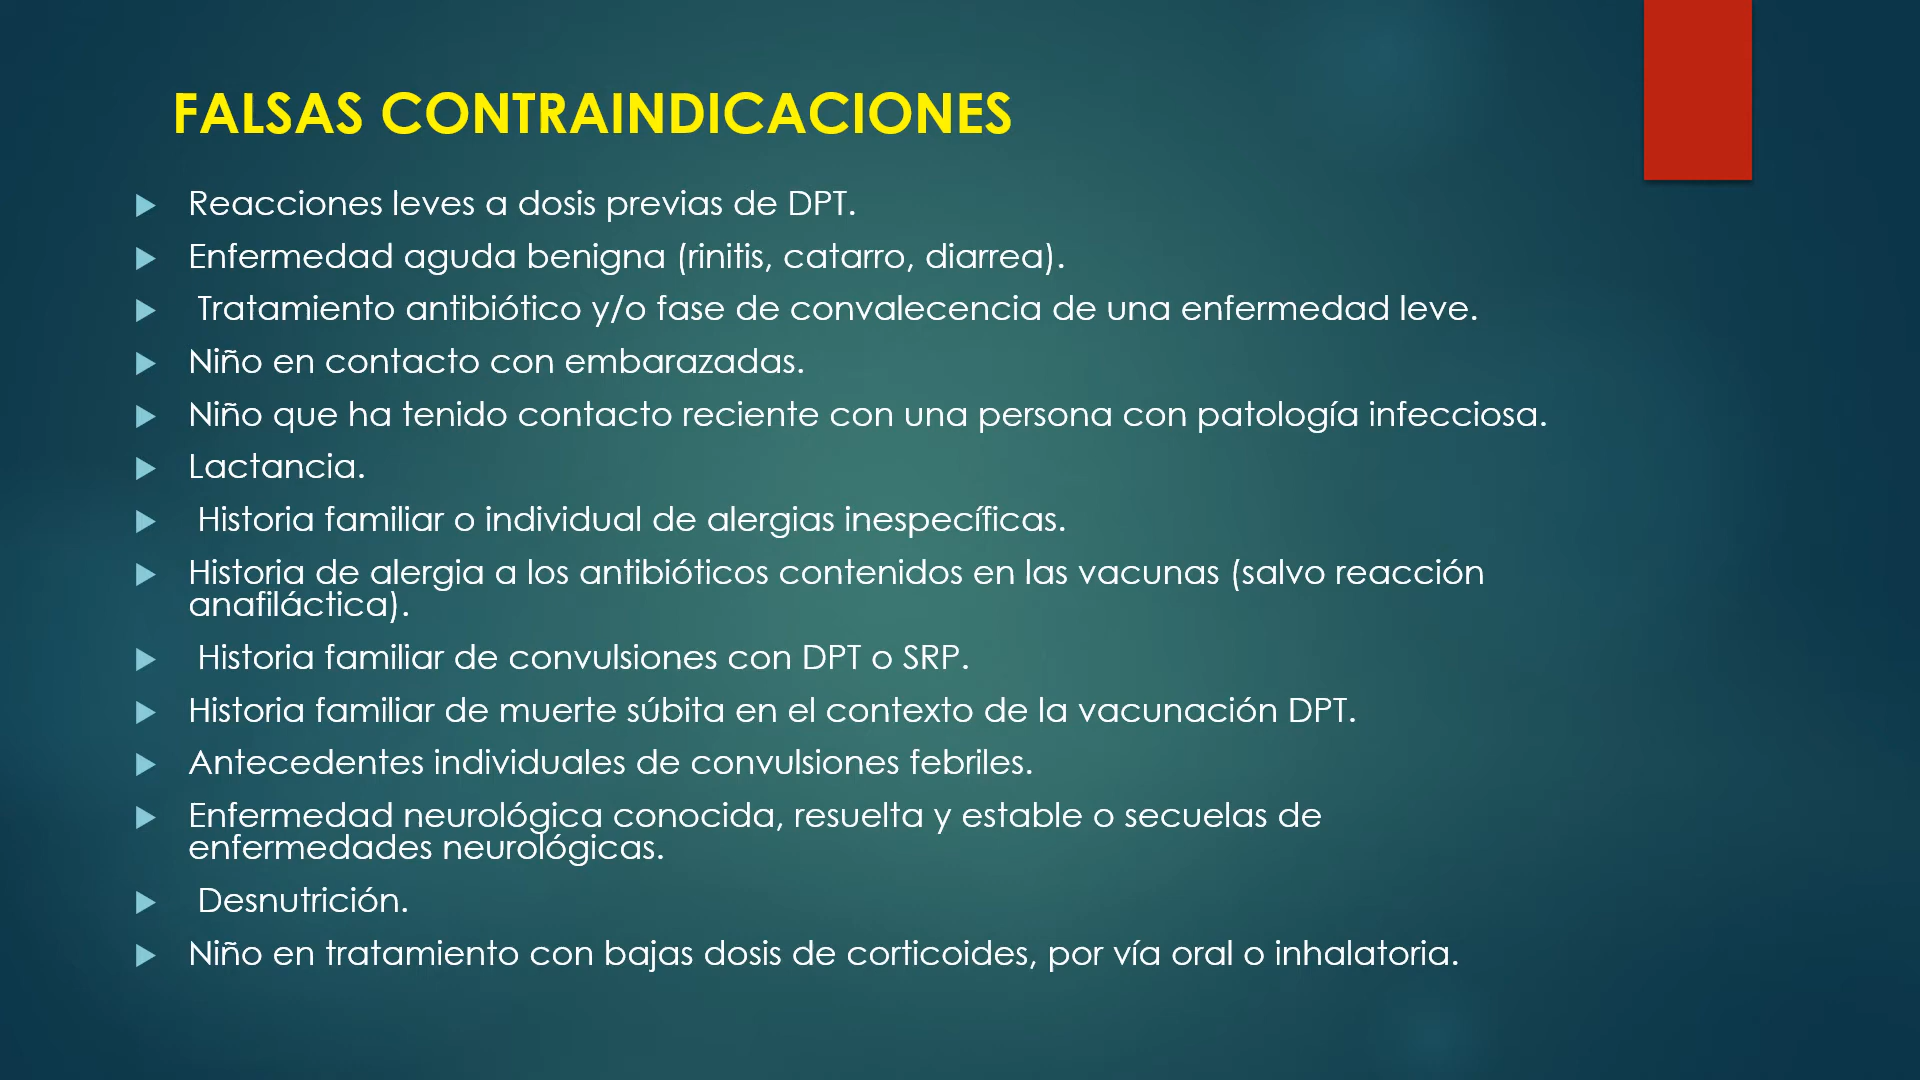 FALSAS CONTRAINDICACIONES
Reacciones leves a dosis previas de DPT.
Enfermedad aguda benigna (rinitis, catarro, diarrea).
Tratamiento antibiótico y/o fase de convalecencia de una enfermedad leve.
Niño en contacto con embarazadas.
Niño que ha tenido contacto reciente con una persona con patología infecciosa.
Lactancia.
Historia familiar o individual de alergias inespecíficas.
Historia de alergia a los antibióticos contenidos en las vacunas (salvo reacción
anafiláctica).
Historia familiar de convulsiones con DPT o SRP.
Historia familiar de muerte súbita en el contexto de la vacunación DPT.
Antecedentes individuales de convulsiones febriles.
Enfermedad neurológica conocida, resuelta y estable o secuelas de
enfermedades neurológicas.
Desnutrición.
Niño en tratamiento con bajas dosis de corticoides, por vía oral o inhalatoria.